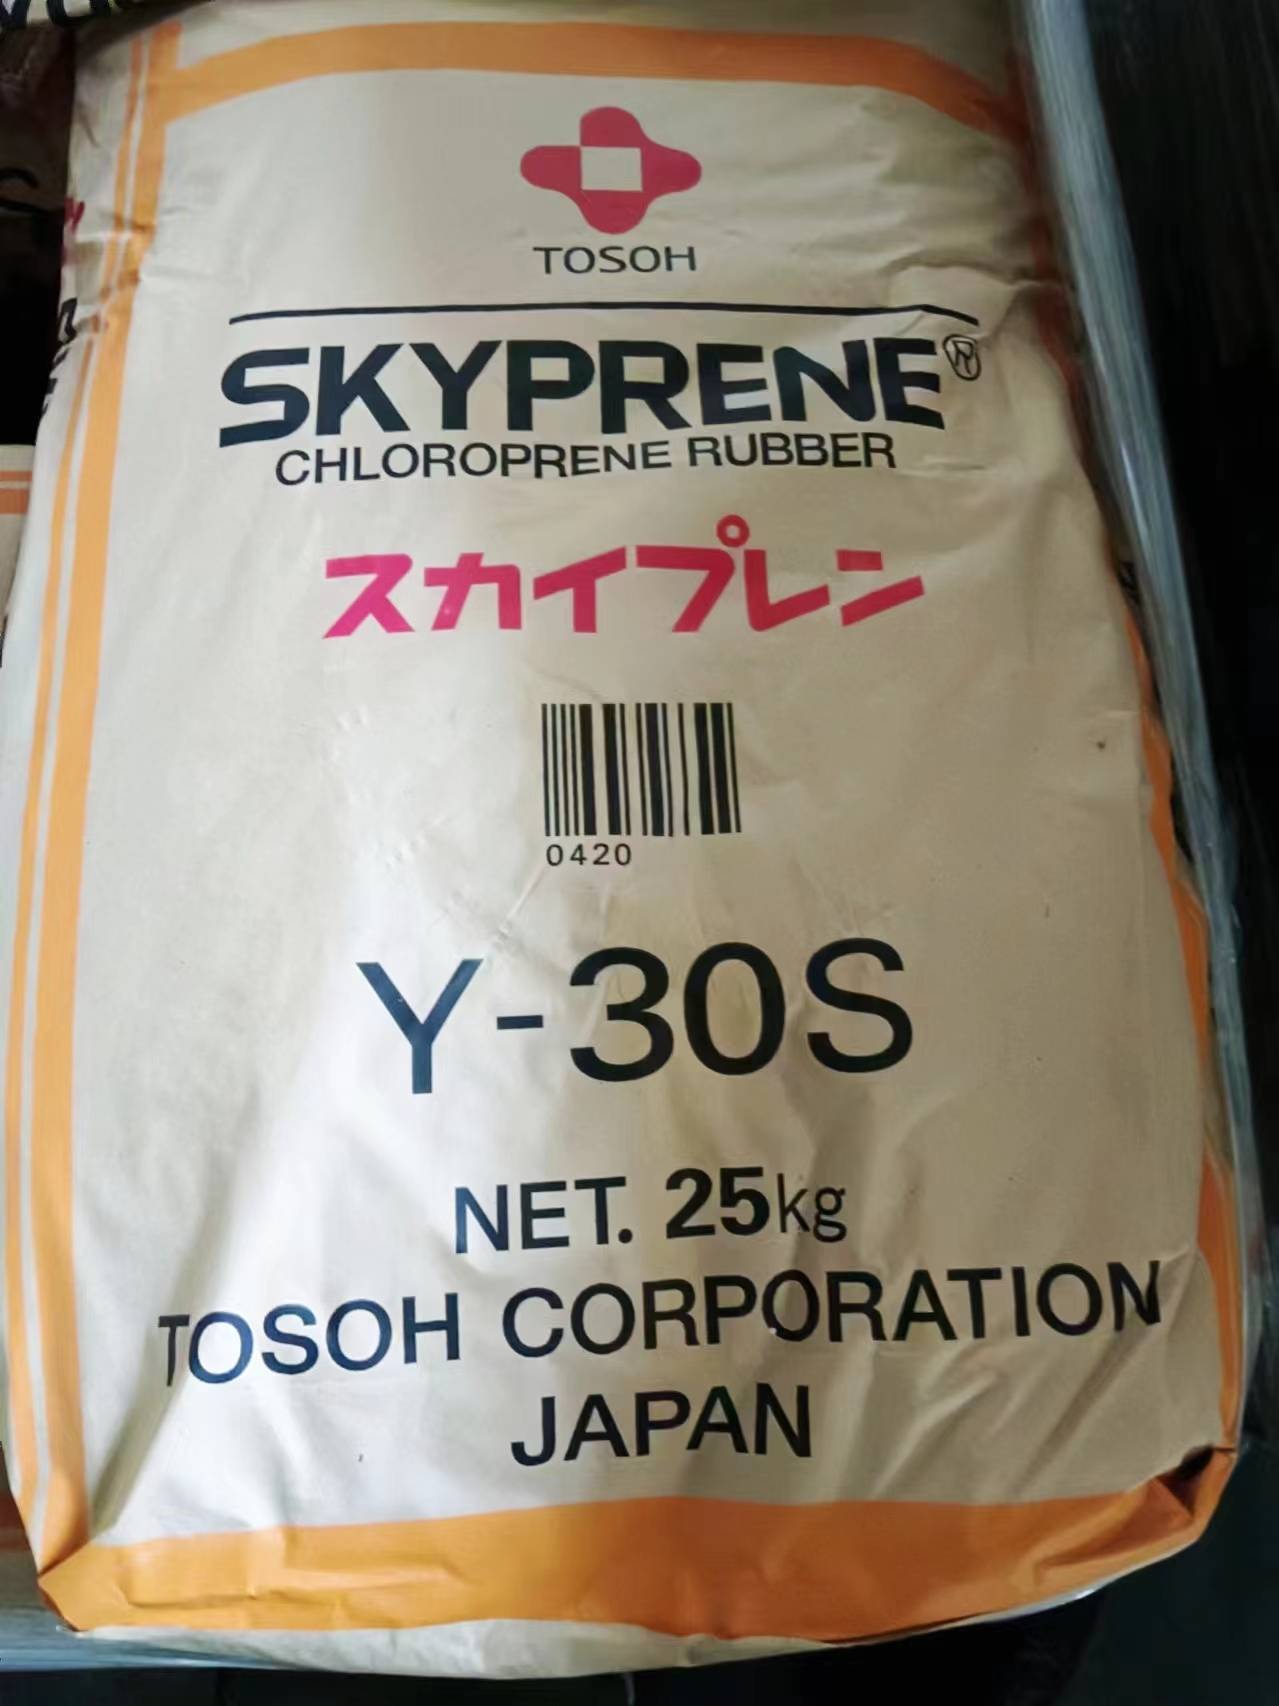 TOSOH
SKYPRENE®
CHLOROPRENE RUBBER
スカイプレン
0420
Y-30S
NET. 25kg
TOSOH CORPORATION
JAPAN